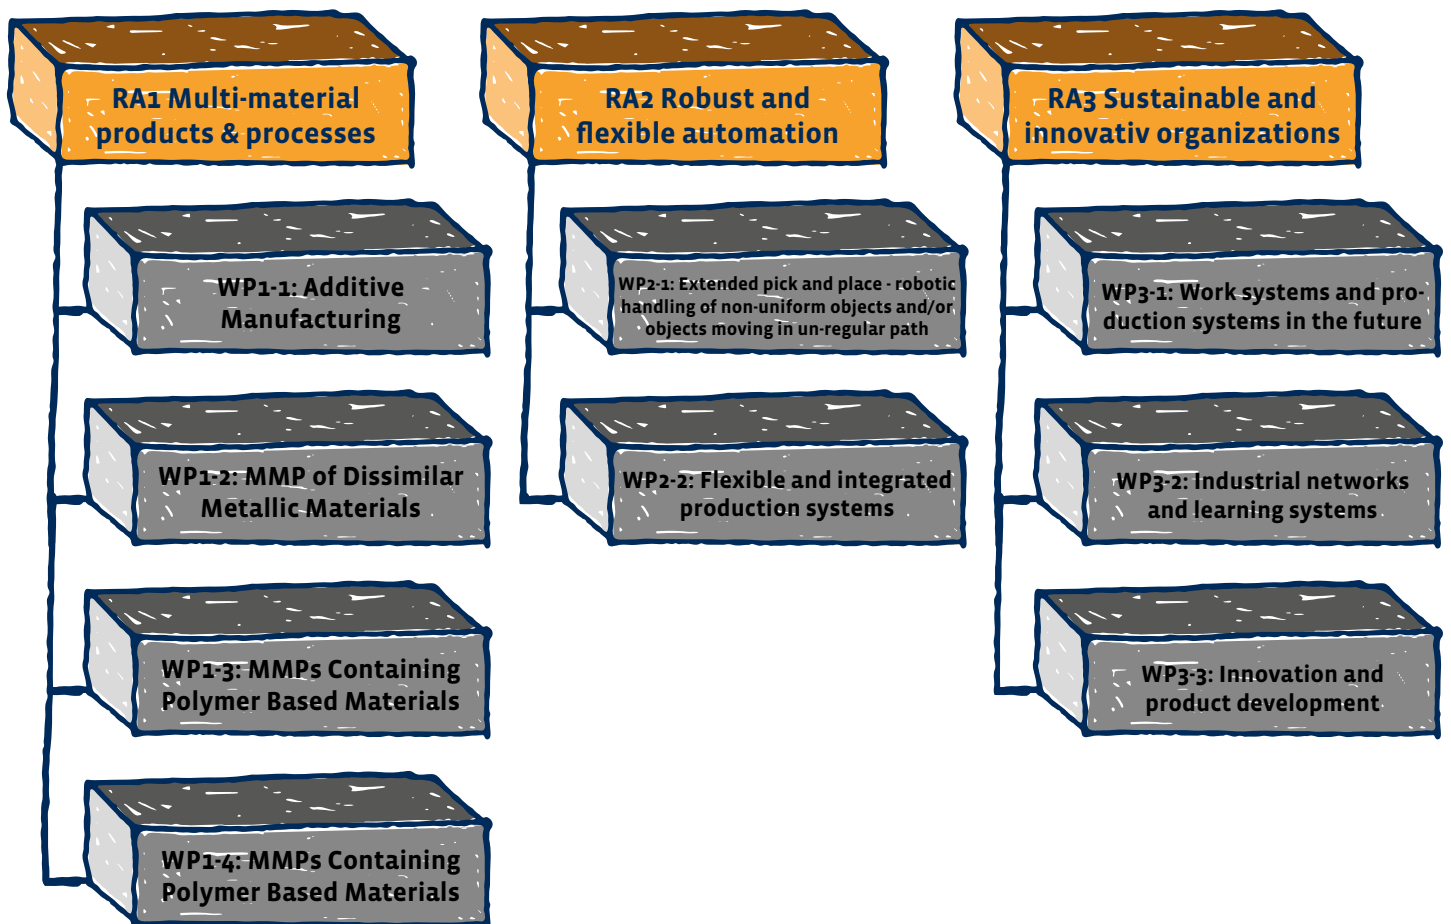 RA1 Multi-material
products & processes
WP1-1: Additive
Manufacturing
WP1-2: MMP of Dissimilar
Metallic Materials
WP1-3: MMPs Containing
Polymer Based Materials
WP1-4: MMPs Containing
Polymer Based Materials
RA2 Robust and
flexible automation
WP2-1: Extended pick and place - robotic
handling of non-uniform objects and/or
objects moving in un-regular path
WP2-2: Flexible and integrated
production systems
RA3 Sustainable and
innovativ organizations
WP3-1: Work systems and pro-
duction systems in the future
WP3-2: Industrial networks
and learning systems
WP3-3: Innovation and
product development